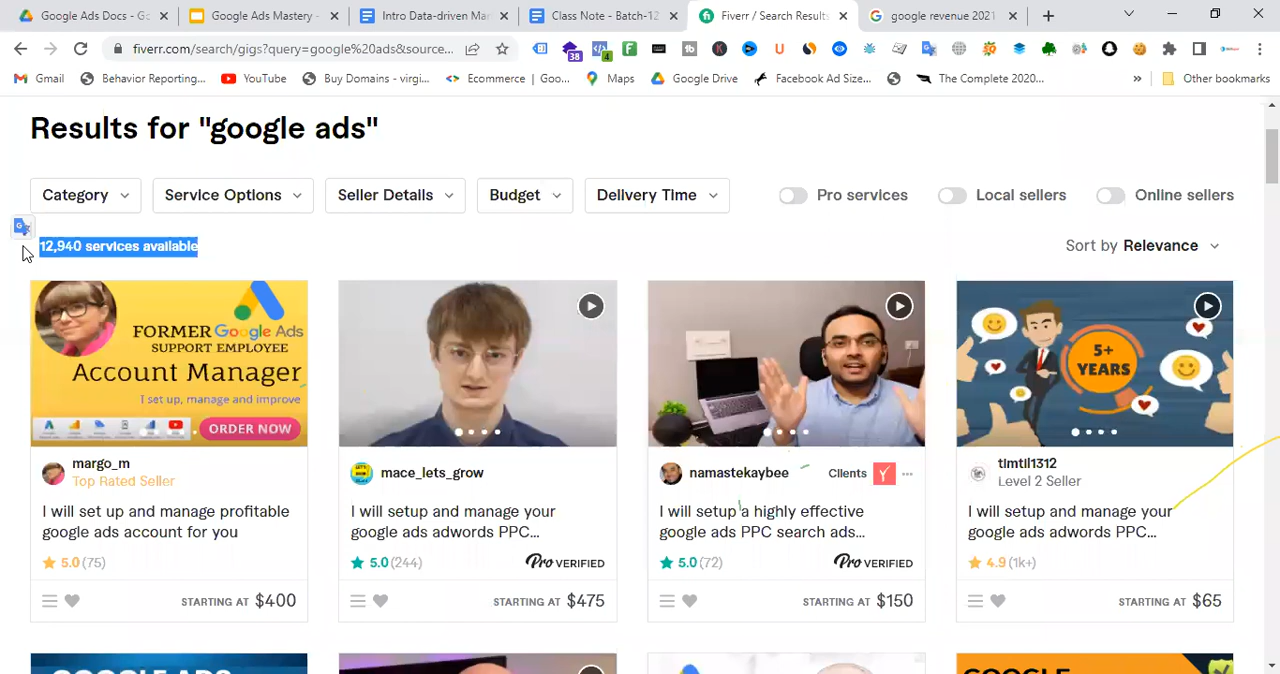 Google Ads Docs - Go
Google Ads Mastery -
Intro Data-driven Mar
Class Note - Batch-12
Fiverr / Search Results
google revenue 2021
fiverr.com/search/gigs?query=google%20ads&source...
38
4
Gmail
Behavior Reporting...
YouTube
Buy Domains - virgi...
Ecommerce | Goo...
Maps
Google Drive
Facebook Ad Size...
The Complete 2020...
»
Other bookmarks
Results for "google ads"
Category
Service Options
Seller Details
Budget
Delivery Time
Pro services
Local sellers
Online sellers
12,940 services available
Sort by Relevance
FORMER Google Ads
SUPPORT EMPLOYEE
Account Manager
I set up, manage and improve
ORDER NOW
5+
YEARS
margo_m
Top Rated Seller
I will set up and manage profitable
google ads account for you
5.0 (75)
STARTING AT $400
mace_lets_grow
I will setup and manage your
google ads adwords PPC...
5.0 (244)
Pro VERIFIED
STARTING AT $475
namastekaybee
Clients
I will setup a highly effective
google ads PPC search ads...
5.0 (72)
Pro VERIFIED
STARTING AT $150
timtil1312
Level 2 Seller
I will setup and manage your
google ads adwords PPC...
4.9 (1k+)
STARTING AT $65